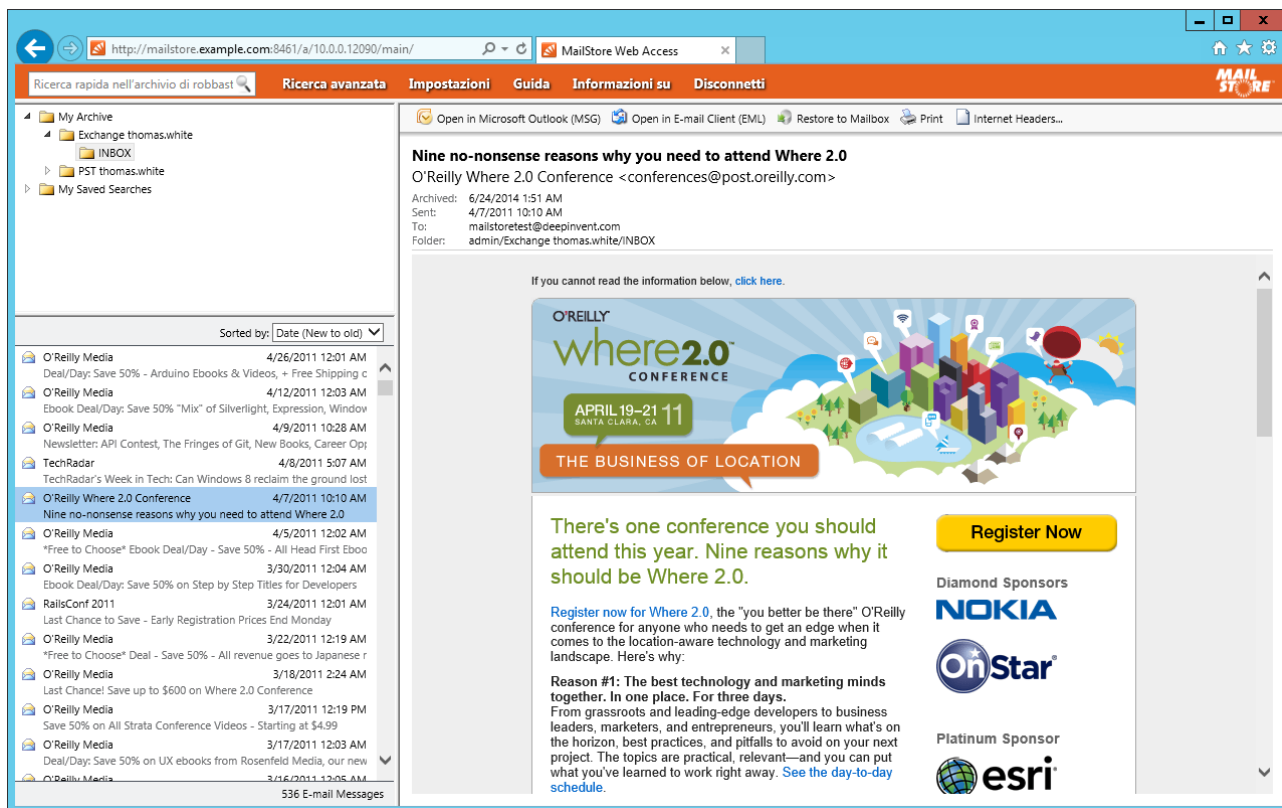 http://mailstore.example.com:8461/a/10.0.0.12090/main/
MailStore Web Access
Ricerca rapida nell'archivio di robbast
Ricerca avanzata
Impostazioni
Guida
Informazioni su
Disconnetti
MAIL
STORE
My Archive
Exchange thomas.white
INBOX
PST thomas.white
My Saved Searches
Sorted by: Date (New to old)
O'Reilly Media 4/26/2011 12:01 AM
Deal/Day: Save 50% - Arduino Ebooks & Videos, + Free Shipping c
O'Reilly Media 4/12/2011 12:03 AM
Ebook Deal/Day: Save 50% "Mix" of Silverlight, Expression, Window
O'Reilly Media 4/9/2011 10:28 AM
Newsletter: API Contest, The Fringes of Git, New Books, Career Opp
TechRadar 4/8/2011 5:07 AM
TechRadar's Week in Tech: Can Windows 8 reclaim the ground lost
O'Reilly Where 2.0 Conference 4/7/2011 10:10 AM
Nine no-nonsense reasons why you need to attend Where 2.0
O'Reilly Media 4/5/2011 12:02 AM
*Free to Choose* Ebook Deal/Day - Save 50% - All Head First Eboo
O'Reilly Media 3/30/2011 12:04 AM
Ebook Deal/Day: Save 50% on Step by Step Titles for Developers
RailsConf 2011 3/24/2011 12:01 AM
Last Chance to Save - Early Registration Prices End Monday
O'Reilly Media 3/22/2011 12:19 AM
*Free to Choose* Deal - Save 50% - All revenue goes to Japanese r
O'Reilly Media 3/18/2011 2:24 AM
Last Chance! Save up to $600 on Where 2.0 Conference
O'Reilly Media 3/17/2011 12:19 PM
Save 50% on All Strata Conference Videos - Starting at $4.99
O'Reilly Media 3/17/2011 12:03 AM
Deal/Day: Save 50% on UX ebooks from Rosenfeld Media, our new
O'Reilly Media 3/16/2011 12:05 AM
536 E-mail Messages
Open in Microsoft Outlook (MSG)
Open in E-mail Client (EML)
Restore to Mailbox
Print
Internet Headers...
Nine no-nonsense reasons why you need to attend Where 2.0
O'Reilly Where 2.0 Conference <conferences@post.oreilly.com>
Archived: 6/24/2014 1:51 AM
Sent: 4/7/2011 10:10 AM
To: mailstoretest@deepinvent.com
Folder: admin/Exchange thomas.white/INBOX
If you cannot read the information below, click here.
O'REILLY
where2.0
CONFERENCE
APRIL 19–21 11
SANTA CLARA, CA
THE BUSINESS OF LOCATION
There's one conference you should
attend this year. Nine reasons why it
should be Where 2.0.
Register now for Where 2.0, the "you better be there" O'Reilly
conference for anyone who needs to get an edge when it
comes to the location-aware technology and marketing
landscape. Here's why:
Reason #1: The best technology and marketing minds
together. In one place. For three days.
From grassroots and leading-edge developers to business
leaders, marketers, and entrepreneurs, you'll learn what's on
the horizon, best practices, and pitfalls to avoid on your next
project. The topics are practical, relevant—and you can put
what you've learned to work right away. See the day-to-day
schedule.
Register Now
Diamond Sponsors
NOKIA
OnStar
Platinum Sponsor
esri